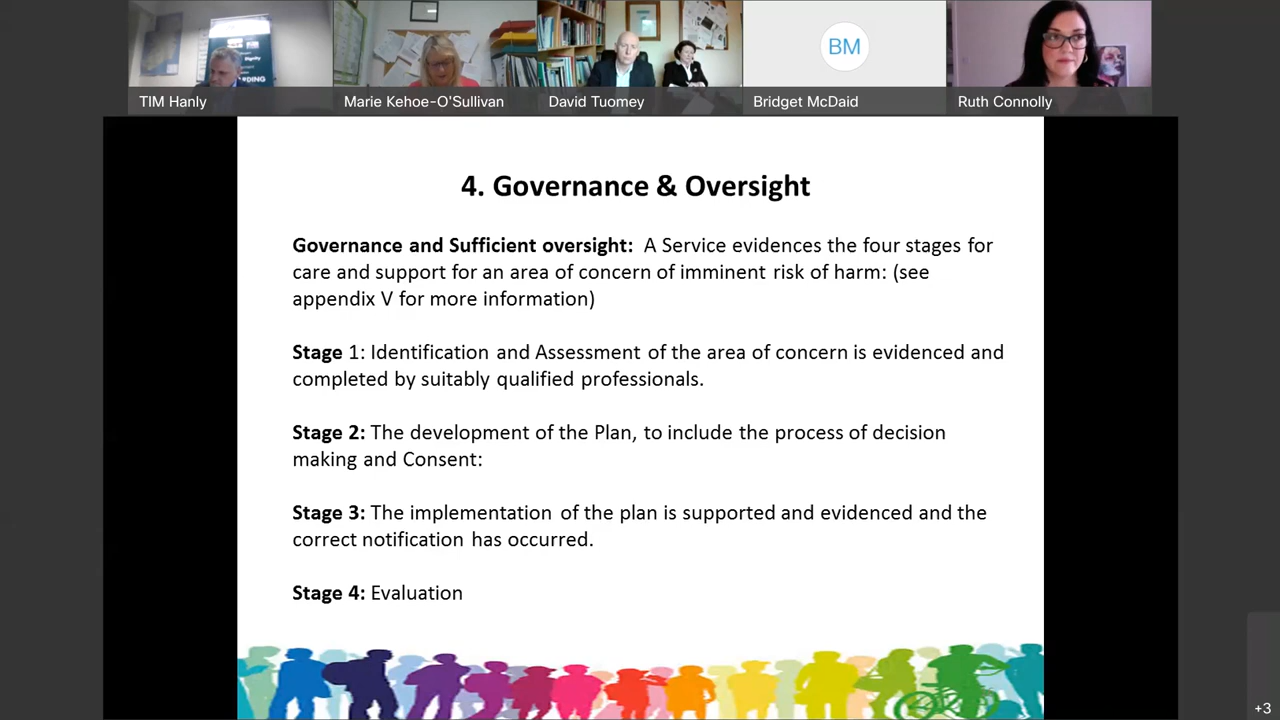 Dignity
DING
TIM Hanly
Marie Kehoe-O'Sullivan
David Tuomey
BM
Bridget McDaid
Ruth Connolly
4. Governance & Oversight
Governance and Sufficient oversight: A Service evidences the four stages for
care and support for an area of concern of imminent risk of harm: (see
appendix V for more information)
Stage 1: Identification and Assessment of the area of concern is evidenced and
completed by suitably qualified professionals.
Stage 2: The development of the Plan, to include the process of decision
making and Consent:
Stage 3: The implementation of the plan is supported and evidenced and the
correct notification has occurred.
Stage 4: Evaluation
+3